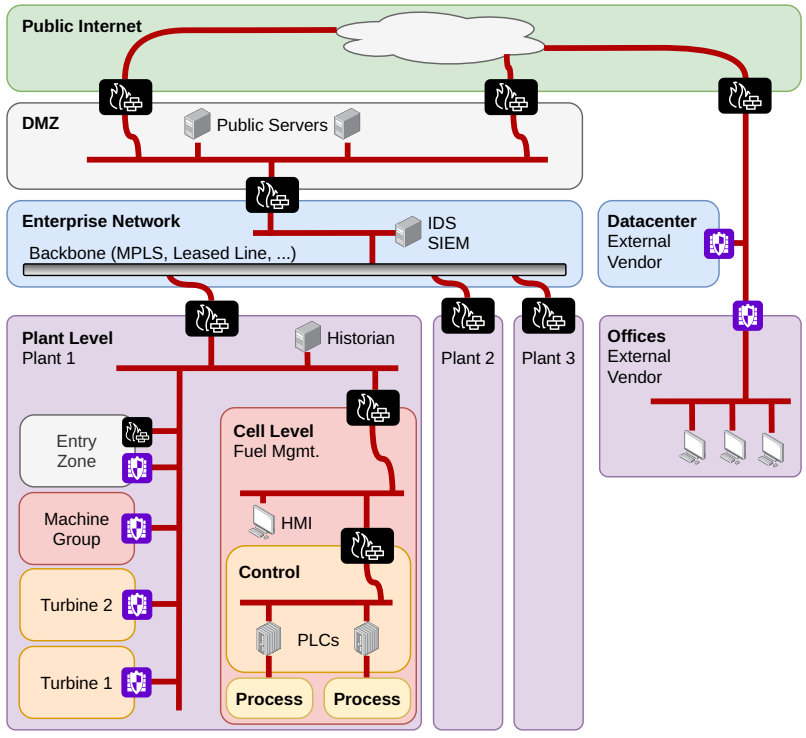 Public Internet
DMZ
Public Servers
Enterprise Network
IDS
SIEM
Backbone (MPLS, Leased Line, ...)
Datacenter
External
Vendor
Plant Level
Plant 1
Historian
Plant 2
Plant 3
Offices
External
Vendor
Entry
Zone
Machine
Group
Turbine 2
Turbine 1
Cell Level
Fuel Mgmt.
HMI
Control
PLCs
Process
Process